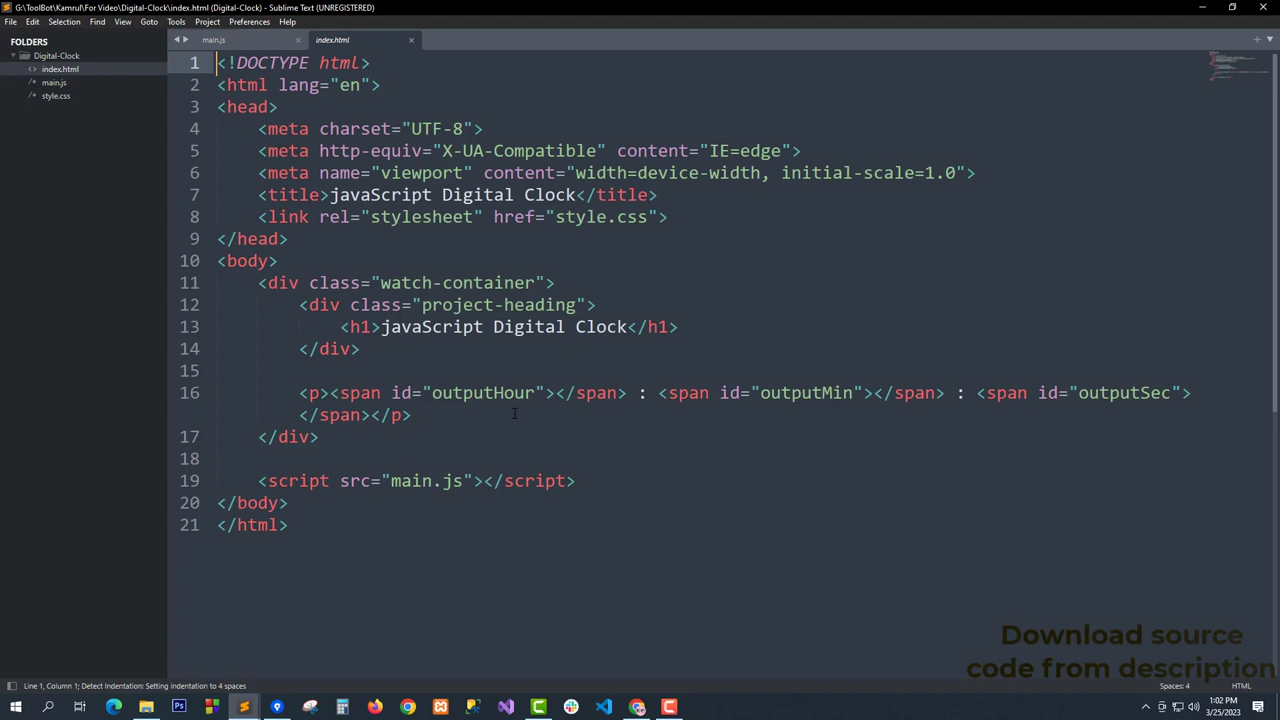 G:\ToolBot\Kamrul\For Video\Digital-Clock\index.html (Digital-Clock) - Sublime Text (UNREGISTERED)
File Edit Selection Find View Goto Tools Project Preferences Help
FOLDERS
Digital-Clock
index.html
main.js
style.css
main.js index.html
1 <!DOCTYPE html>
2 <html lang="en">
3 <head>
4 <meta charset="UTF-8">
5 <meta http-equiv="X-UA-Compatible" content="IE=edge">
6 <meta name="viewport" content="width=device-width, initial-scale=1.0">
7 <title>javaScript Digital Clock</title>
8 <link rel="stylesheet" href="style.css">
9 </head>
10 <body>
11 <div class="watch-container">
12 <div class="project-heading">
13 <h1>javaScript Digital Clock</h1>
14 </div>
15
16 <p><span id="outputHour"></span> : <span id="outputMin"></span> : <span id="outputSec">
</span></p>
17 </div>
18
19 <script src="main.js"></script>
20 </body>
21 </html>
Download source
code from description
Line 1, Column 1; Detect Indentation: Setting indentation to 4 spaces Spaces: 4 HTML
1:02 PM
3/25/2023